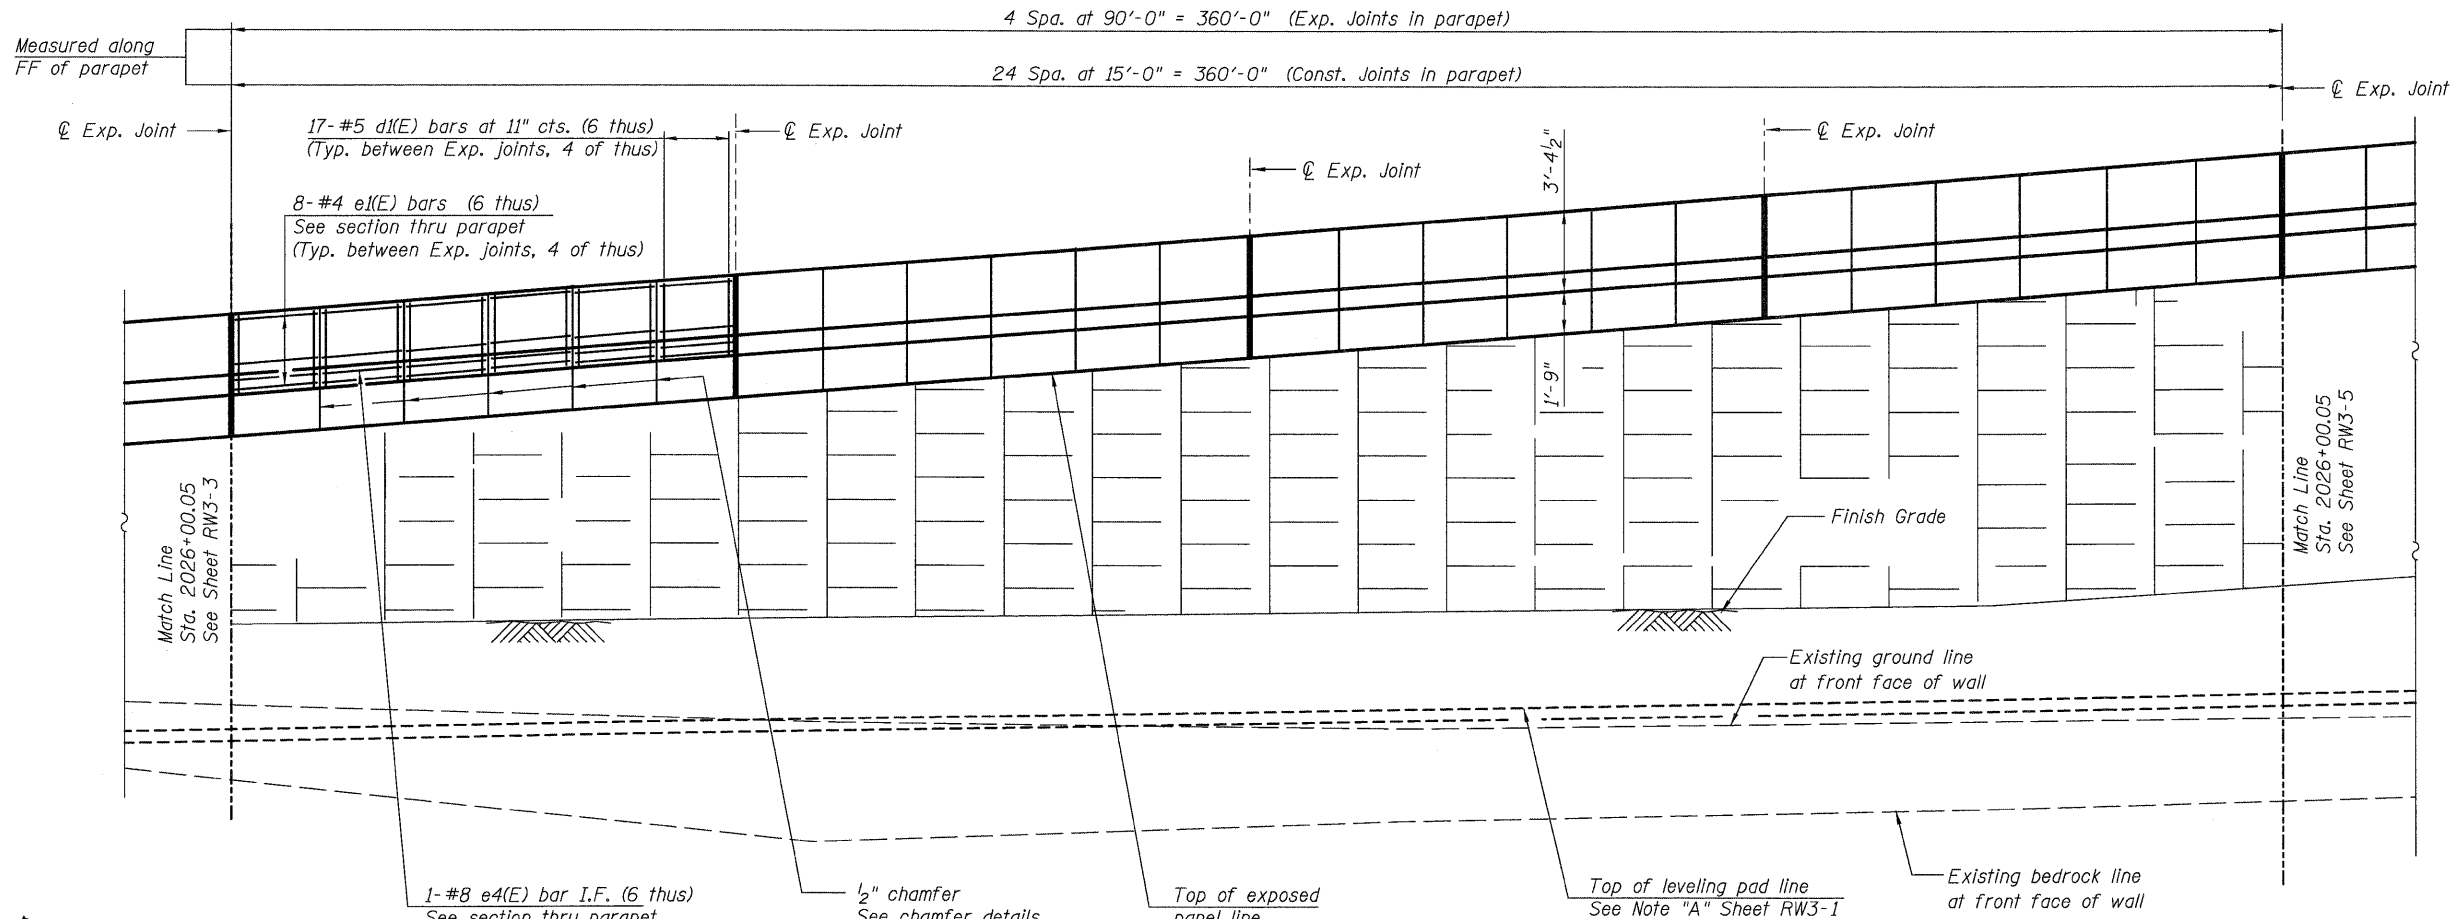 4 Spa. at 90'-0" = 360'-0" (Exp. Joints in parapet)
Measured along
FF of parapet
24 Spa. at 15'-0" = 360'-0" (Const. Joints in parapet)
℄ Exp. Joint
℄ Exp. Joint
17-#5 d1(E) bars at 11" cts. (6 thus)
(Typ. between Exp. joints, 4 of thus)
℄ Exp. Joint
℄ Exp. Joint
℄ Exp. Joint
3'-4½"
8-#4 e1(E) bars (6 thus)
See section thru parapet
(Typ. between Exp. joints, 4 of thus)
1'-9"
Match Line
Sta. 2026+00.05
See Sheet RW3-3
Match Line
Sta. 2026+00.05
See Sheet RW3-5
Finish Grade
Existing ground line
at front face of wall
1-#8 e4(E) bar I.F. (6 thus)
See section thru parapet
½" chamfer
See chamfer details
Top of exposed
panel line
Top of leveling pad line
See Note "A" Sheet RW3-1
Existing bedrock line
at front face of wall